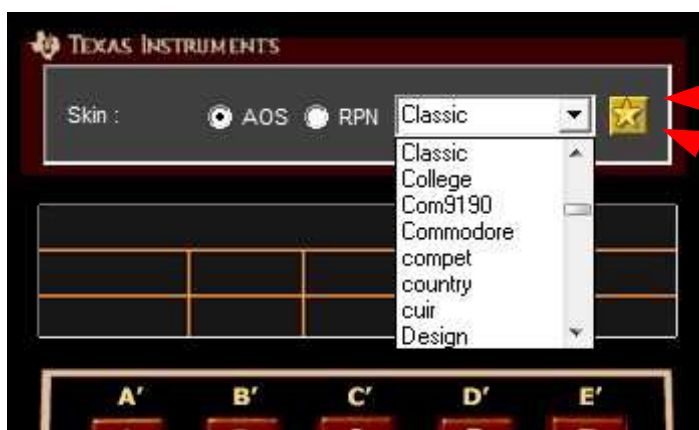 TEXAS INSTRUMENTS
Skin : AOS RPN Classic
Classic
College
Com9190
Commodore
compet
country
cuir
Design
A′ B′ C′ D′ E′